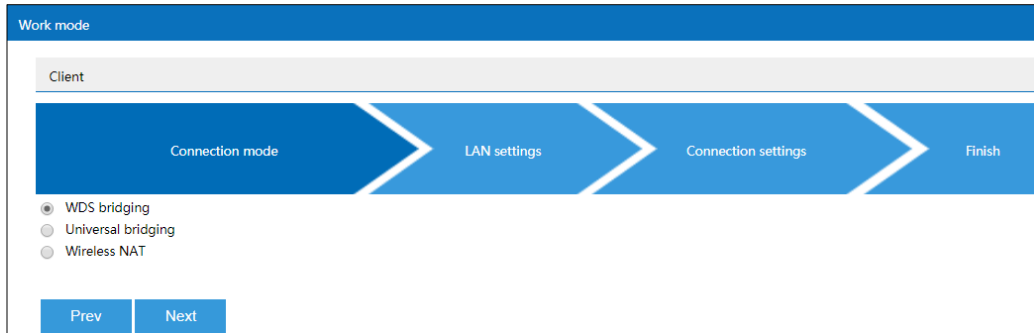 Work mode
Client
Connection mode
LAN settings
Connection settings
Finish
WDS bridging
Universal bridging
Wireless NAT
Prev
Next